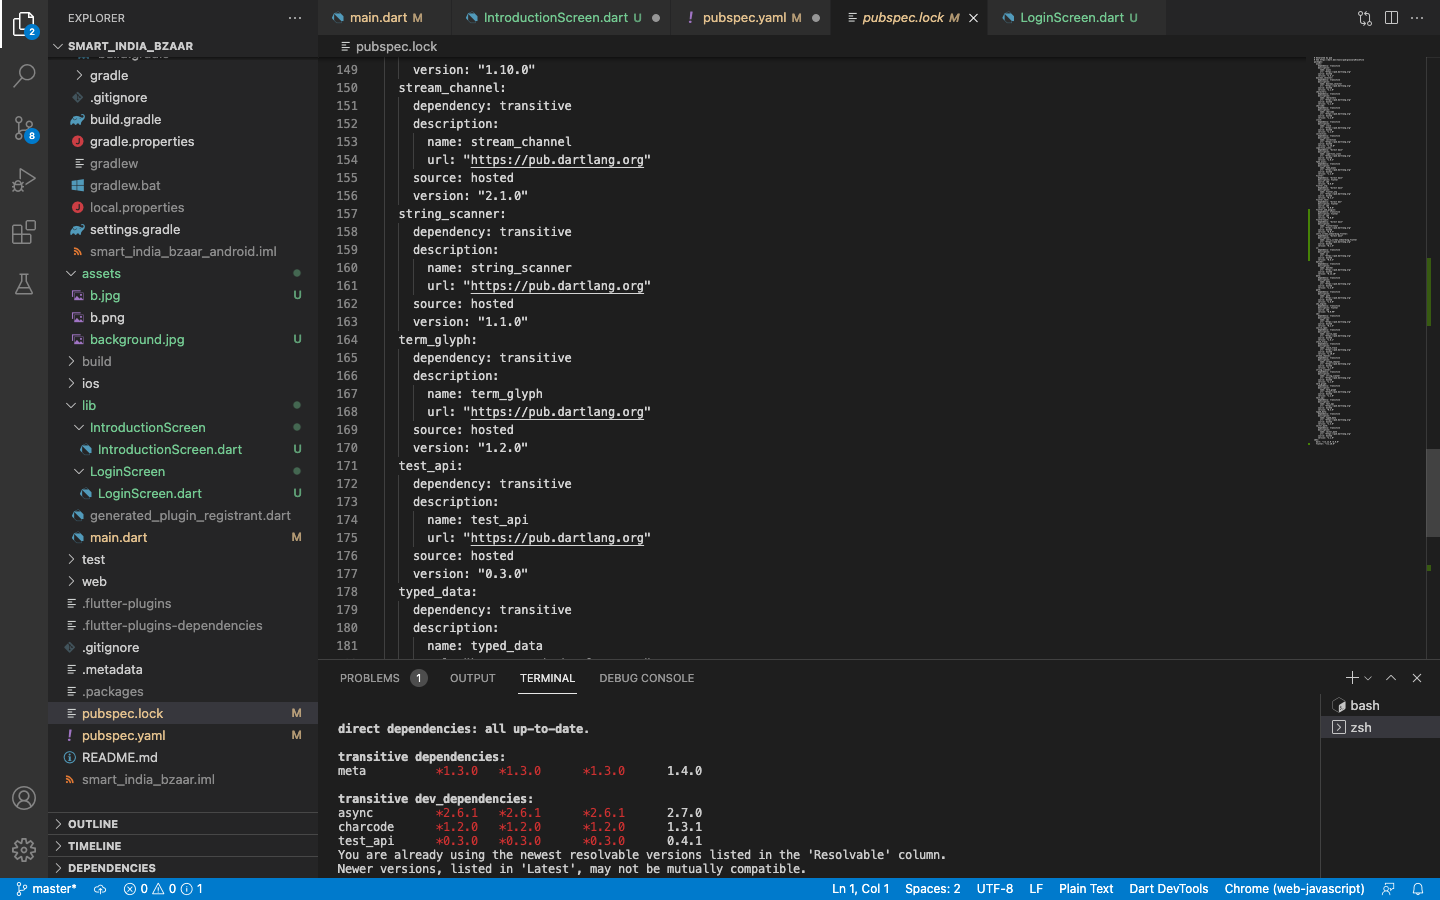 EXPLORER
SMART_INDIA_BZAAR
build.gradle
gradle
.gitignore
build.gradle
gradle.properties
gradlew
gradlew.bat
local.properties
settings.gradle
smart_india_bzaar_android.iml
assets
b.jpg U
b.png
background.jpg U
build
ios
lib
IntroductionScreen
IntroductionScreen.dart U
LoginScreen
LoginScreen.dart U
generated_plugin_registrant.dart
main.dart M
test
web
.flutter-plugins
.flutter-plugins-dependencies
.gitignore
.metadata
.packages
pubspec.lock M
pubspec.yaml M
README.md
smart_india_bzaar.iml
OUTLINE
TIMELINE
DEPENDENCIES
2
8
main.dart M
IntroductionScreen.dart U
! pubspec.yaml M
pubspec.lock M
LoginScreen.dart U
pubspec.lock
149 version: "1.10.0"
150 stream_channel:
151 dependency: transitive
152 description:
153 name: stream_channel
154 url: "https://pub.dartlang.org"
155 source: hosted
156 version: "2.1.0"
157 string_scanner:
158 dependency: transitive
159 description:
160 name: string_scanner
161 url: "https://pub.dartlang.org"
162 source: hosted
163 version: "1.1.0"
164 term_glyph:
165 dependency: transitive
166 description:
167 name: term_glyph
168 url: "https://pub.dartlang.org"
169 source: hosted
170 version: "1.2.0"
171 test_api:
172 dependency: transitive
173 description:
174 name: test_api
175 url: "https://pub.dartlang.org"
176 source: hosted
177 version: "0.3.0"
178 typed_data:
179 dependency: transitive
180 description:
181 name: typed_data
PROBLEMS 1 OUTPUT TERMINAL DEBUG CONSOLE
direct dependencies: all up-to-date.
transitive dependencies:
meta *1.3.0 *1.3.0 *1.3.0 1.4.0
transitive dev_dependencies:
async *2.6.1 *2.6.1 *2.6.1 2.7.0
charcode *1.2.0 *1.2.0 *1.2.0 1.3.1
test_api *0.3.0 *0.3.0 *0.3.0 0.4.1
You are already using the newest resolvable versions listed in the 'Resolvable' column.
Newer versions, listed in 'Latest', may not be mutually compatible.
bash
zsh
master* 0 0 1 Ln 1, Col 1 Spaces: 2 UTF-8 LF Plain Text Dart DevTools Chrome (web-javascript)